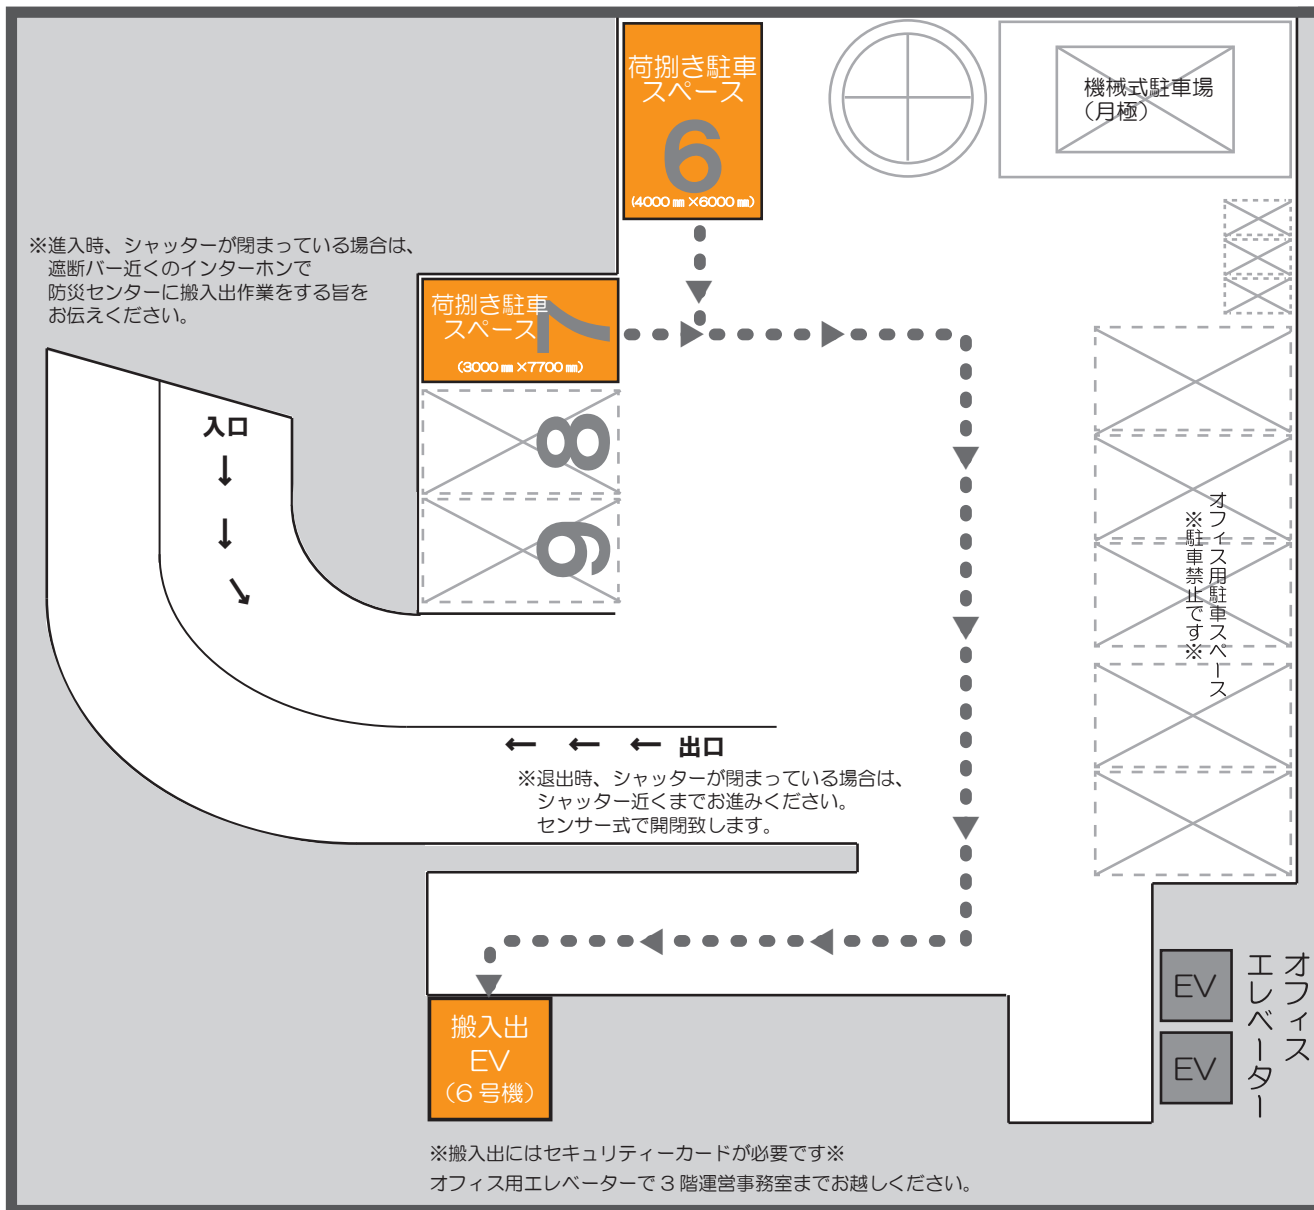 荷捌き駐車
スペース
6
(4000㎜×6000㎜)
機械式駐車場
（月極）
※進入時、シャッターが閉まっている場合は、
遮断バー近くのインターホンで
防災センターに搬入出作業をする旨を
お伝えください。
荷捌き駐車
スペース
7
(3000㎜×7700㎜)
入口
↓
↓
↘
8
9
オフィス用駐車スペース
※駐車禁止です※
← ← ← 出口
※退出時、シャッターが閉まっている場合は、
シャッター近くまでお進みください。
センサー式で開閉致します。
搬入出
EV
（6号機）
EV
EV
オフィス
エレベーター
※搬入出にはセキュリティーカードが必要です※
オフィス用エレベーターで3階運営事務室までお越しください。